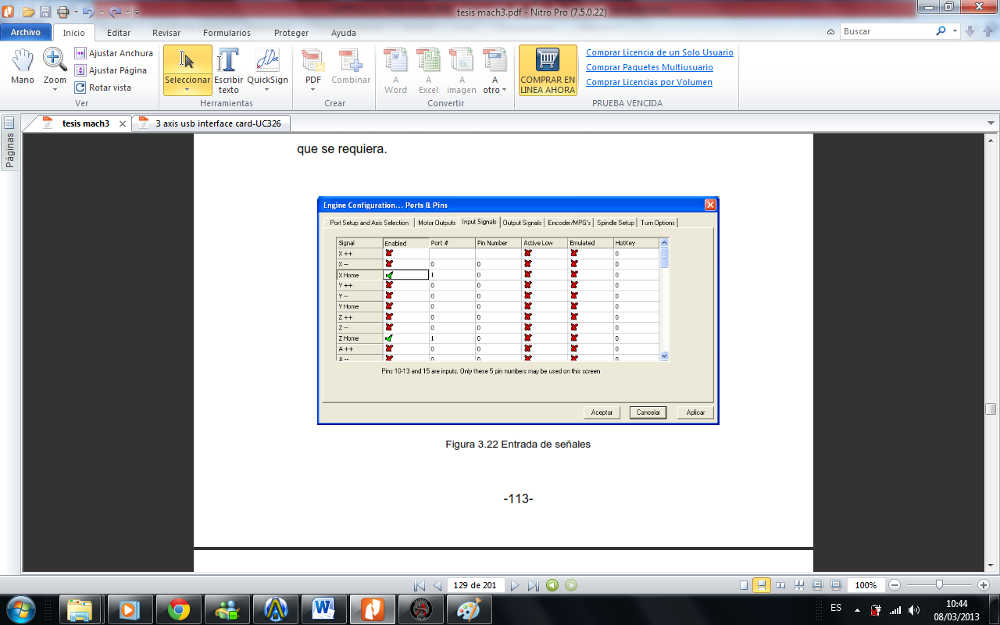 tesis mach3.pdf - Nitro Pro (7.5.0.22)
Archivo Inicio Editar Revisar Formularios Proteger Ayuda Buscar
Mano Zoom Ajustar Anchura Ajustar Página Rotar vista
Ver
Seleccionar Escribir texto QuickSign
Herramientas
PDF Combinar
Crear
A Word A Excel A imagen A otro
Convertir
COMPRAR EN LINEA AHORA
Comprar Licencia de un Solo Usuario
Comprar Paquetes Multiusuario
Comprar Licencias por Volumen
PRUEBA VENCIDA
tesis mach3 3 axis usb interface card-UC326
Páginas
que se requiera.
Engine Configuration... Ports & Pins
Port Setup and Axis Selection Motor Outputs Input Signals Output Signals Encoder/MPG's Spindle Setup Turn Options
Signal Enabled Port # Pin Number Active Low Emulated HotKey
X ++ 0
X -- 0 0 0
X Home 1 0 0
Y ++ 0 0 0
Y -- 0 0 0
Y Home 0 0 0
Z ++ 0 0 0
Z -- 0 0 0
Z Home 1 0 0
A ++ 0 0 0
A -- 0 0 0
Pins 10-13 and 15 are inputs. Only these 5 pin numbers may be used on this screen
Aceptar Cancelar Aplicar
Figura 3.22 Entrada de señales
-113-
129 de 201 100%
ES 10:44
08/03/2013